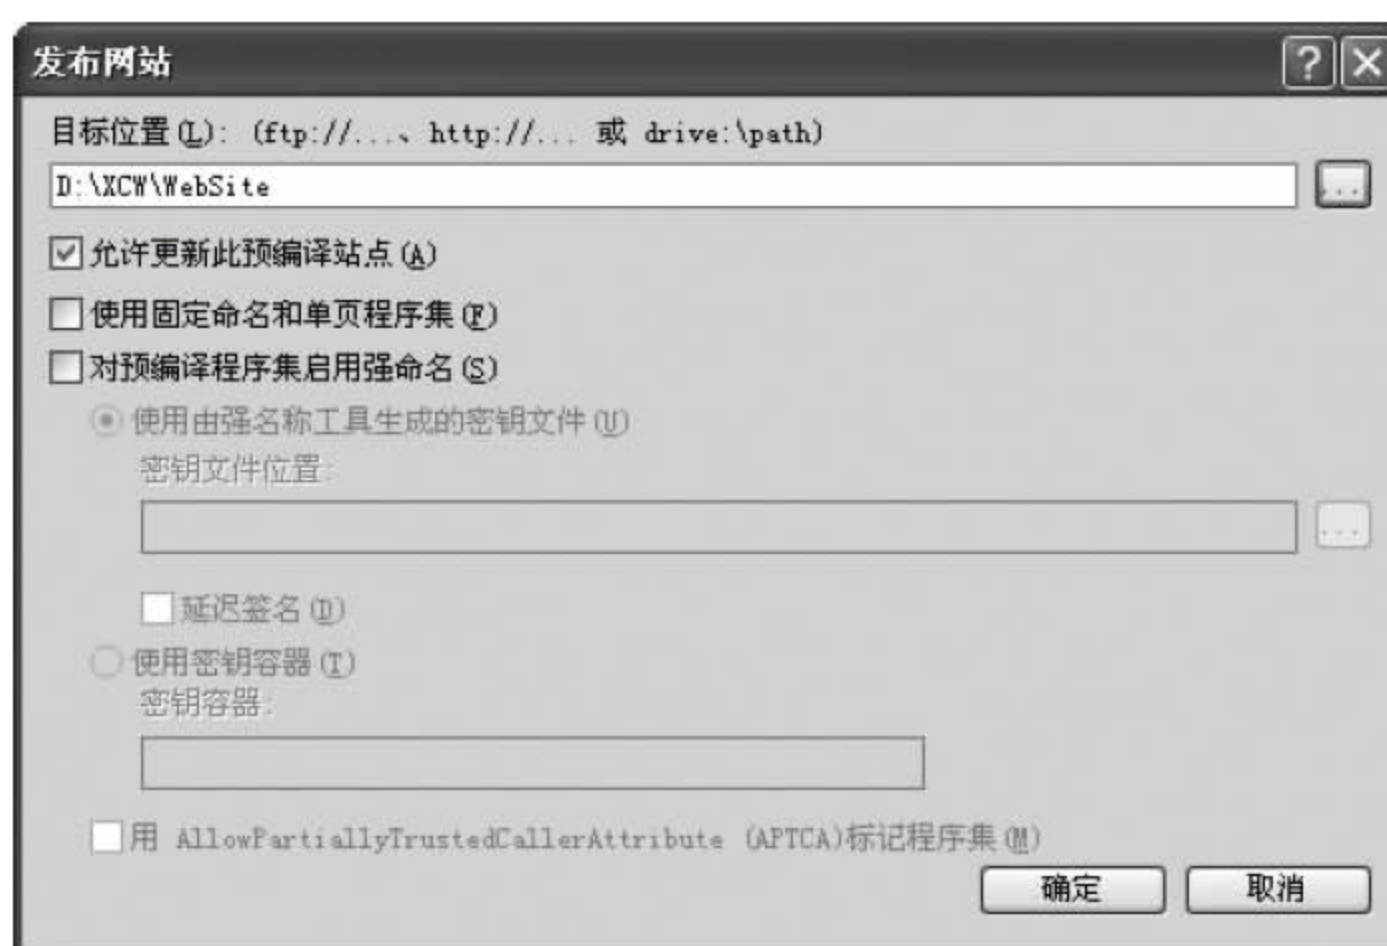 发布网站
目标位置(L): (ftp://...、http://... 或 drive:\path)
D:\XCW\WebSite
...
允许更新此预编译站点(A)
使用固定命名和单页程序集(F)
对预编译程序集启用强命名(S)
使用由强名称工具生成的密钥文件(U)
密钥文件位置:
...
延迟签名(D)
使用密钥容器(T)
密钥容器:
用 AllowPartiallyTrustedCallerAttribute (APTCA)标记程序集(M)
确定 取消